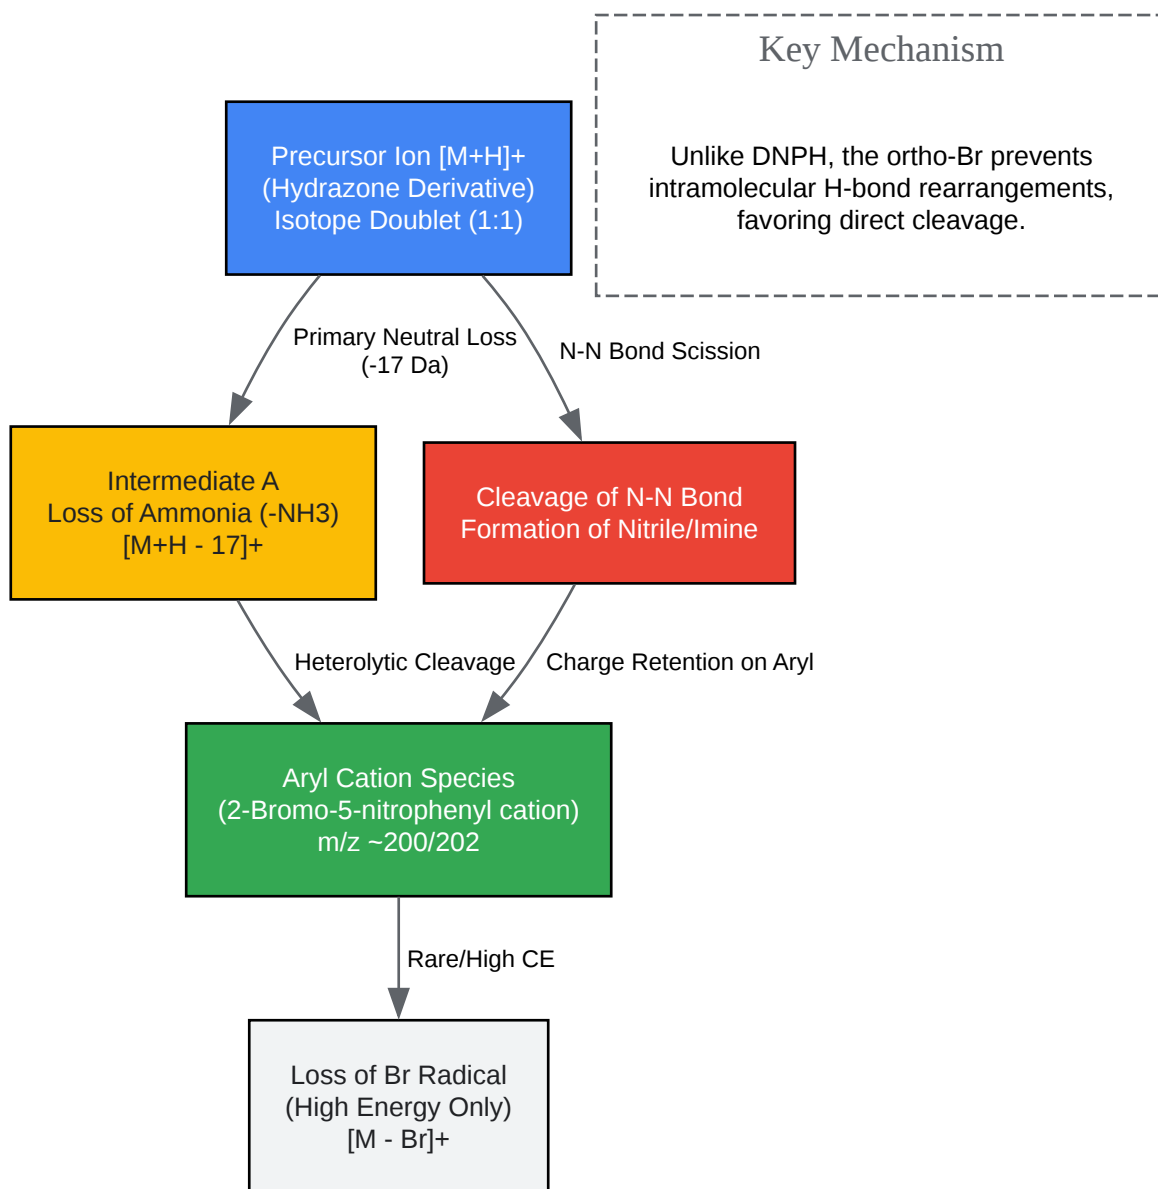 Key Mechanism
Unlike DNPH, the ortho-Br prevents
intramolecular H-bond rearrangements,
favoring direct cleavage.
Precursor Ion [M+H]+
(Hydrazone Derivative)
Isotope Doublet (1:1)
Primary Neutral Loss
(-17 Da)
N-N Bond Scission
Intermediate A
Loss of Ammonia (-NH3)
[M+H - 17]+
Cleavage of N-N Bond
Formation of Nitrile/Imine
Heterolytic Cleavage
Charge Retention on Aryl
Aryl Cation Species
(2-Bromo-5-nitrophenyl cation)
m/z ~200/202
Rare/High CE
Loss of Br Radical
(High Energy Only)
[M - Br]+